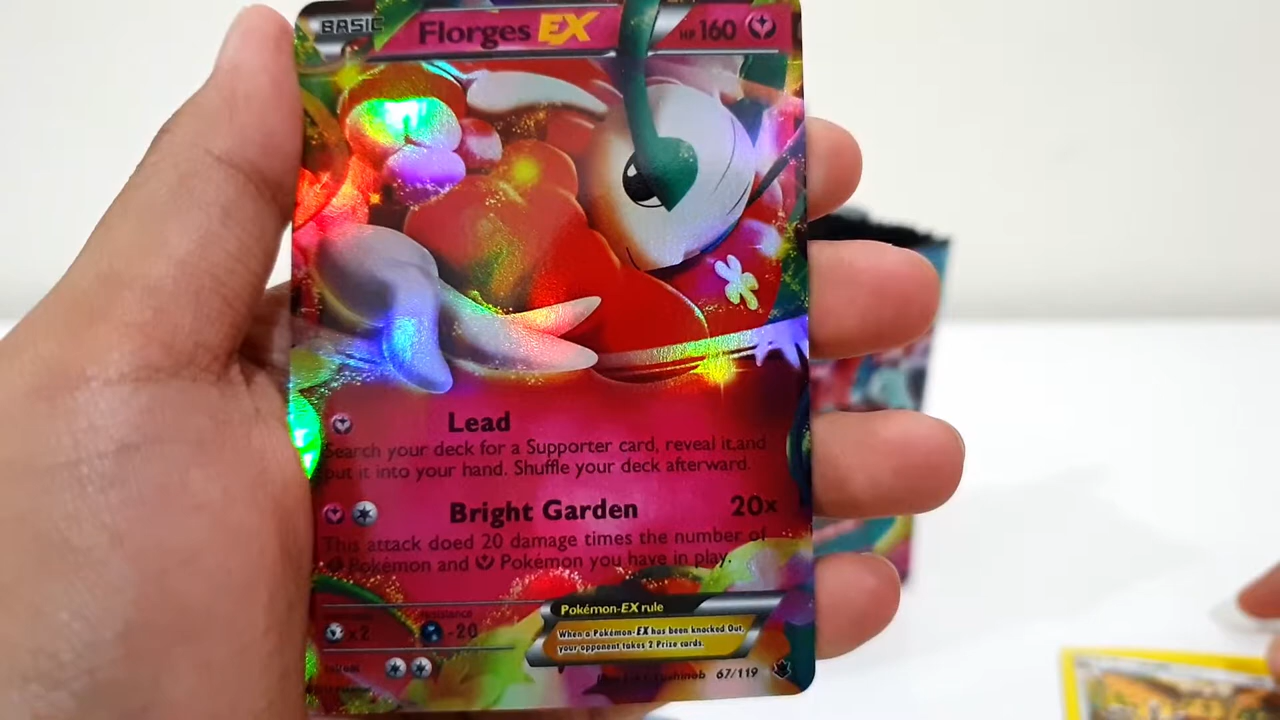 BASIC Florges EX HP 160
Lead
Search your deck for a Supporter card, reveal it,and
put it into your hand. Shuffle your deck afterward.
Bright Garden 20x
This attack doed 20 damage times the number of
Pokémon and Pokémon you have in play.
x2 -20
Pokémon-EX rule
When a Pokémon-EX has been knocked Out,
your opponent takes 2 Prize cards.
67/119